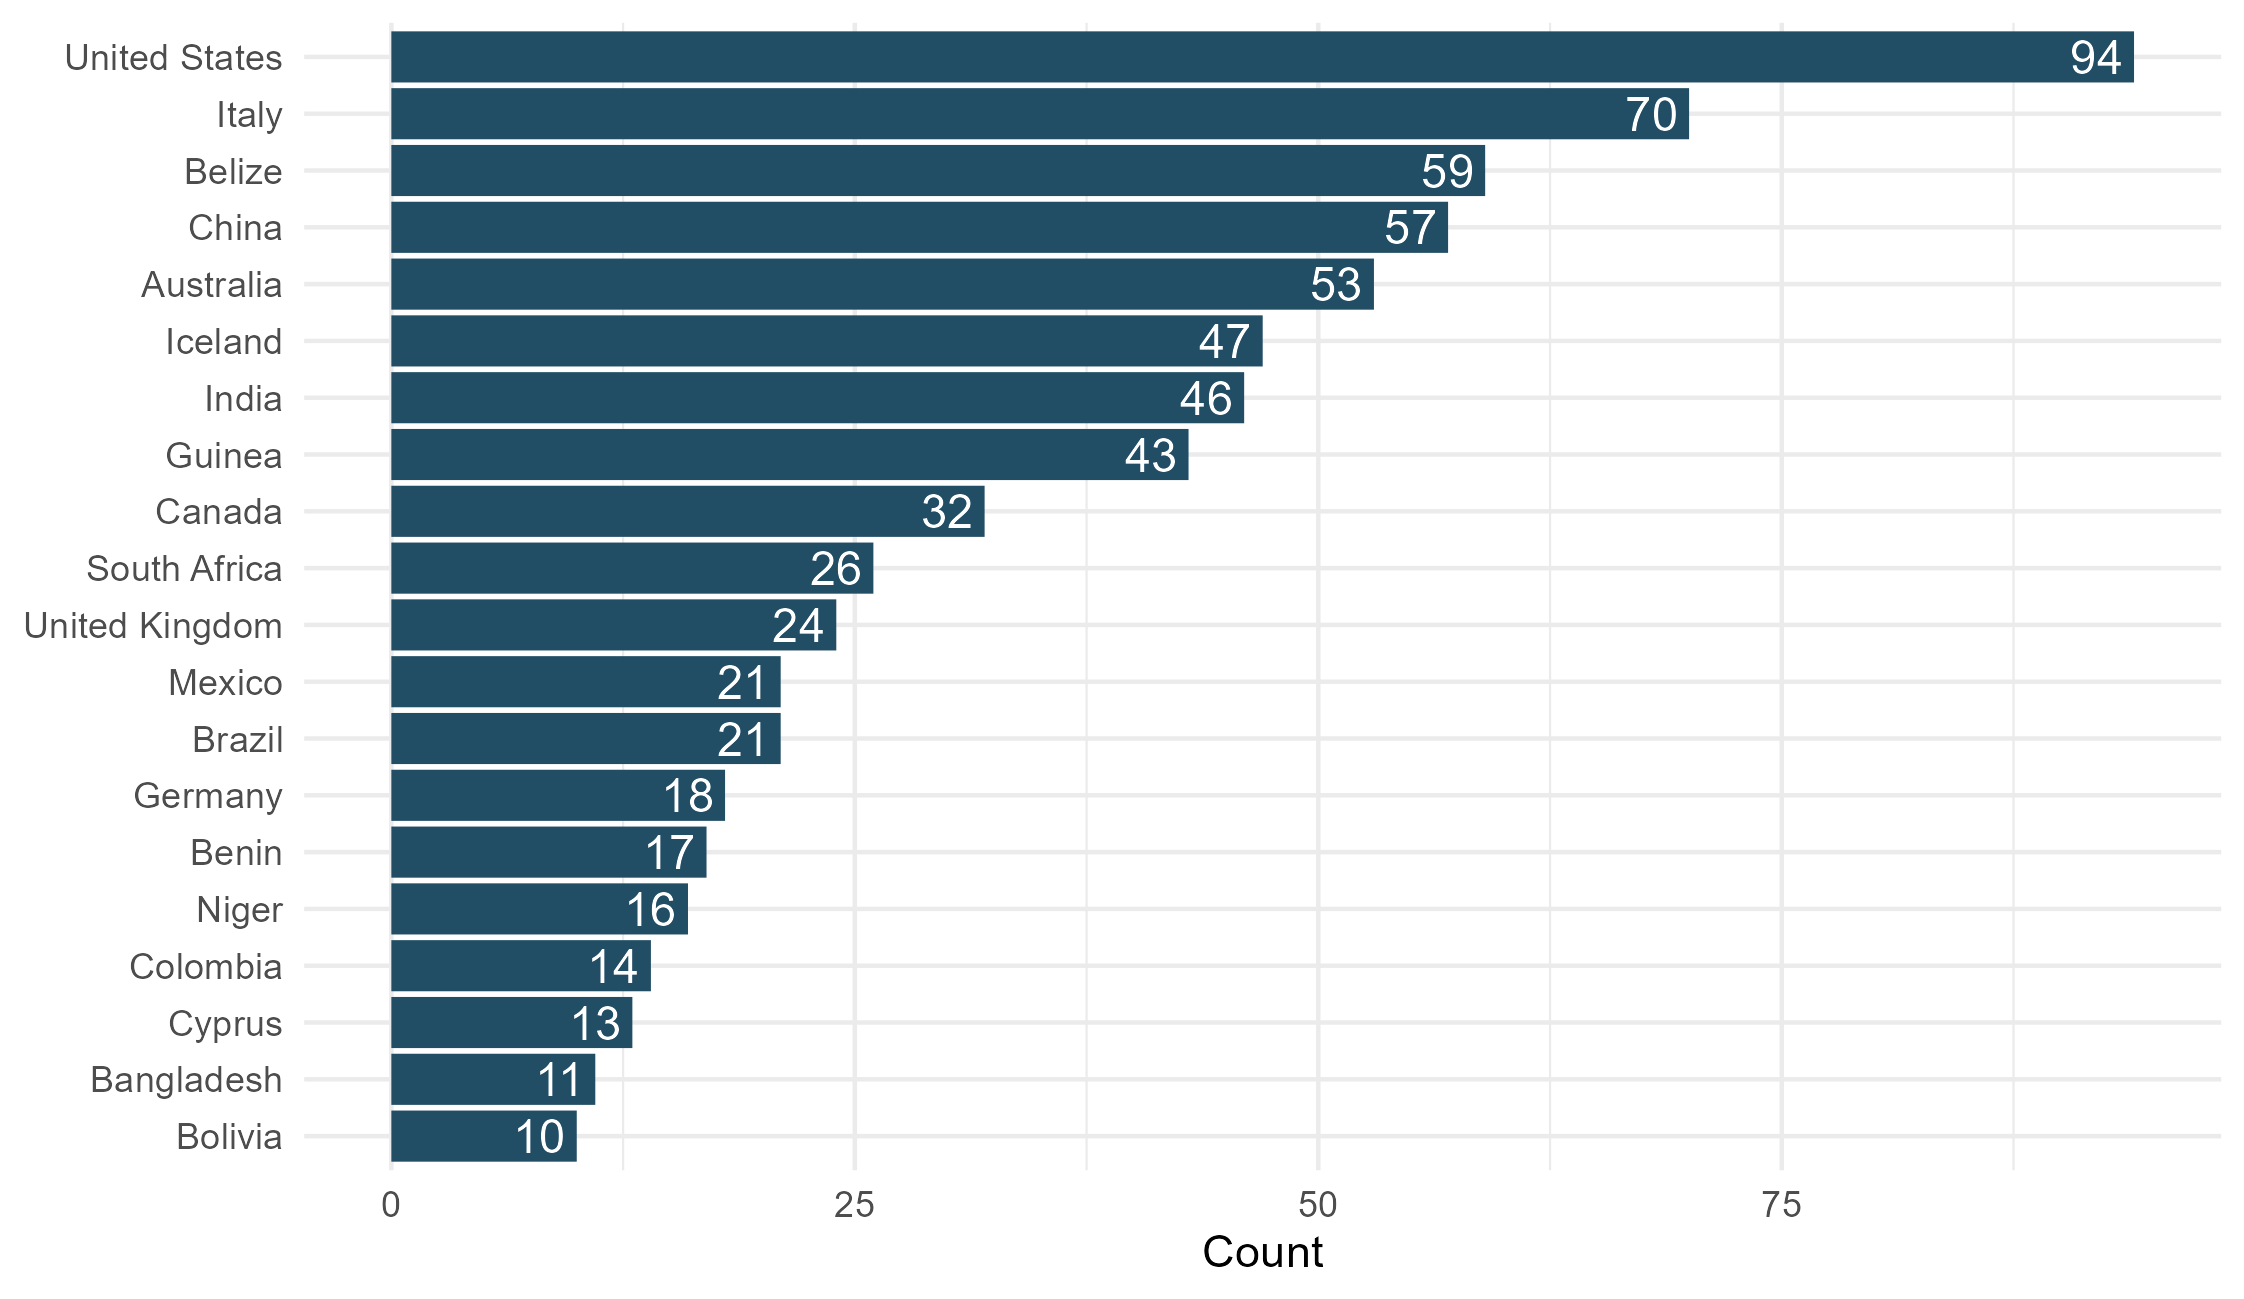 United States 94
Italy 70
Belize 59
China 57
Australia 53
Iceland 47
India 46
Guinea 43
Canada 32
South Africa 26
United Kingdom 24
Mexico 21
Brazil 21
Germany 18
Benin 17
Niger 16
Colombia 14
Cyprus 13
Bangladesh 11
Bolivia 10
0 25 50 75
Count